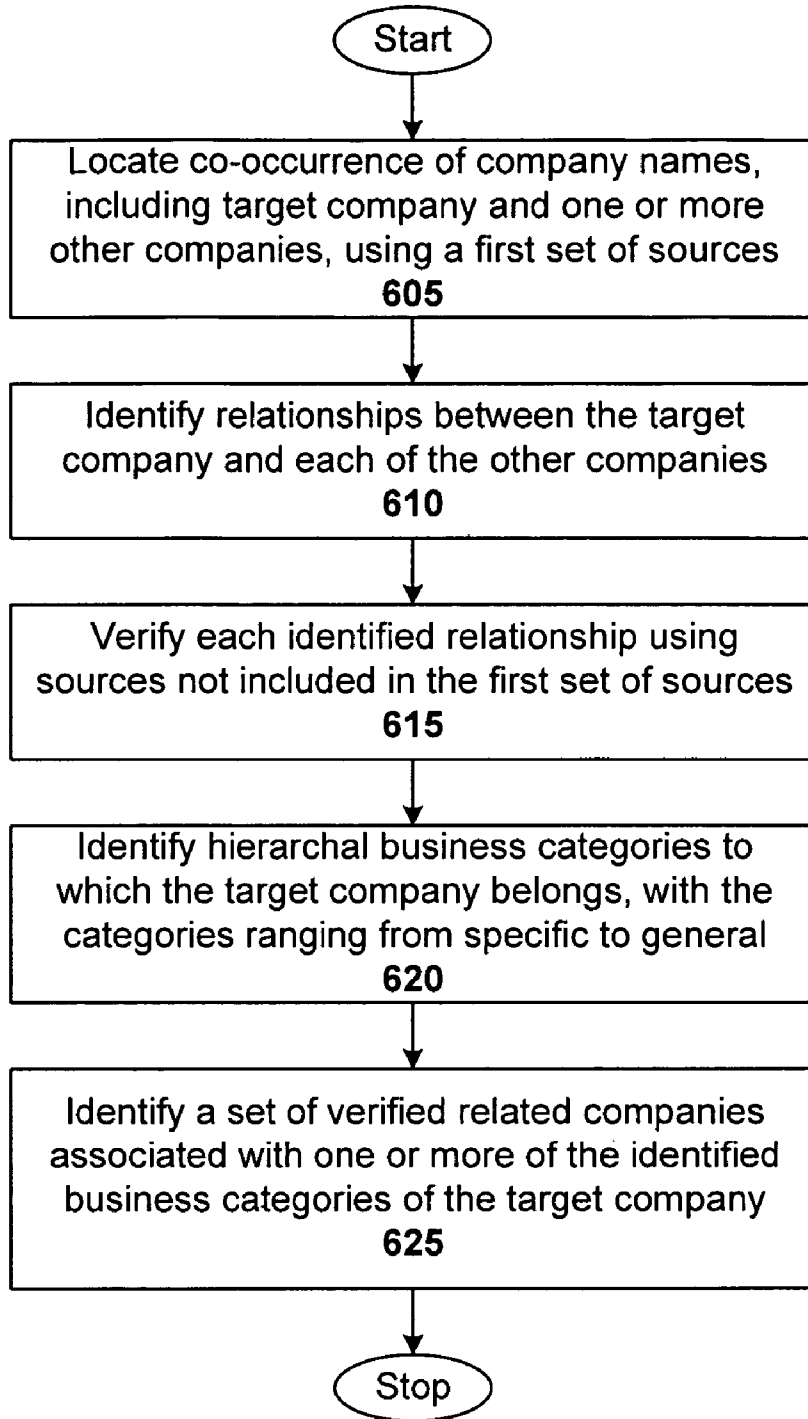 Start
Locate co-occurrence of company names,
including target company and one or more
other companies, using a first set of sources
605
Identify relationships between the target
company and each of the other companies
610
Verify each identified relationship using
sources not included in the first set of sources
615
Identify hierarchal business categories to
which the target company belongs, with the
categories ranging from specific to general
620
Identify a set of verified related companies
associated with one or more of the identified
business categories of the target company
625
Stop